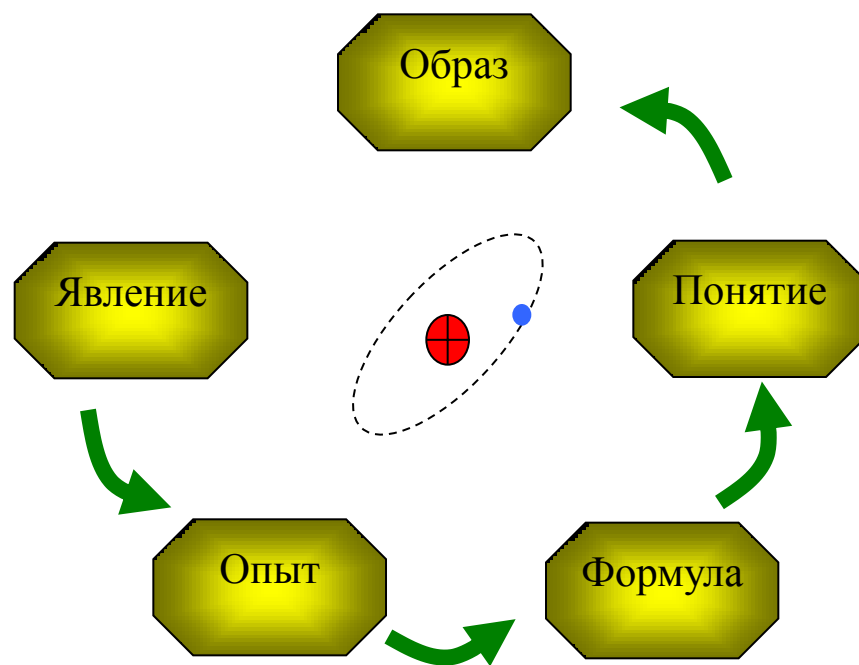 Образ
Явление
Понятие
Опыт
Формула